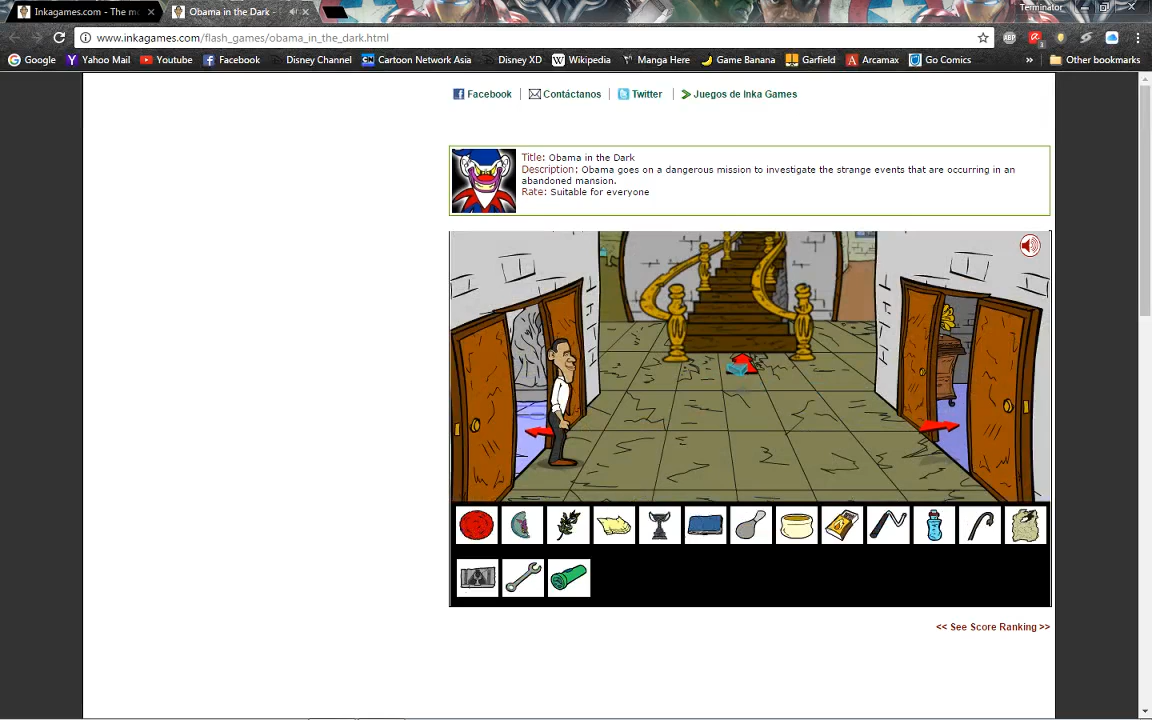 Inkagames.com - The m
Obama in the Dark -
Terminator
www.inkagames.com/flash_games/obama_in_the_dark.html
ABP
3
Google
Yahoo Mail
Youtube
Facebook
Disney Channel
CN
Cartoon Network Asia
Disney XD
W
Wikipedia
Manga Here
Game Banana
Garfield
A
Arcamax
Go Comics
»
Other bookmarks
Facebook
Contáctanos
Twitter
Juegos de Inka Games
Title: Obama in the Dark
Description: Obama goes on a dangerous mission to investigate the strange events that are occurring in an
abandoned mansion.
Rate: Suitable for everyone
<< See Score Ranking >>